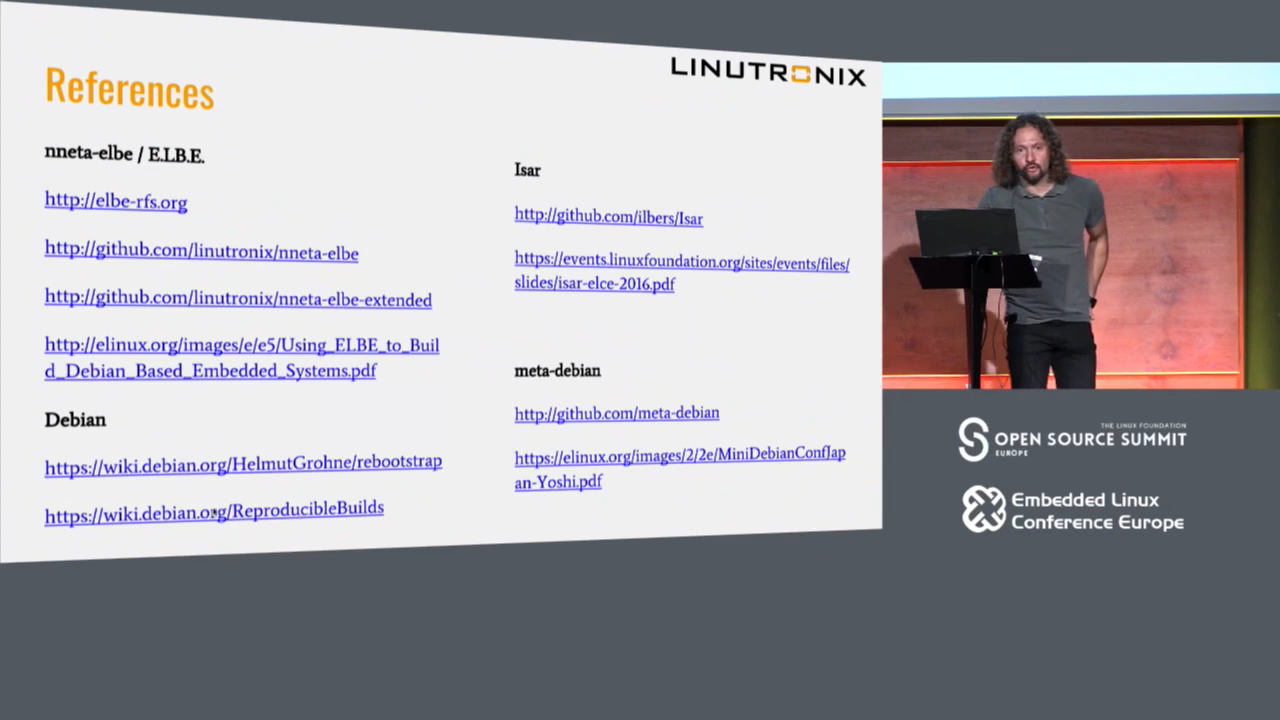 LINUTRONIX
References
nneta-elbe / E.I.B.E.
http://elbe-rfs.org
http://github.com/linutronix/nneta-elbe
http://github.com/linutronix/nneta-elbe-extended
http://elinux.org/images/e/e5/Using_ELBE_to_Buil
d_Debian_Based_Embedded_Systems.pdf
Debian
https://wiki.debian.org/HelmutGrohne/rebootstrap
https://wiki.debian.org/ReproducibleBuilds
Isar
http://github.com/ilbers/Isar
https://events.linuxfoundation.org/sites/events/files/
slides/isar-elce-2016.pdf
meta-debian
http://github.com/meta-debian
https://elinux.org/images/2/2e/MiniDebianConfJap
an-Yoshi.pdf
THE LINUX FOUNDATION
OPEN SOURCE SUMMIT
EUROPE
Embedded Linux
Conference Europe